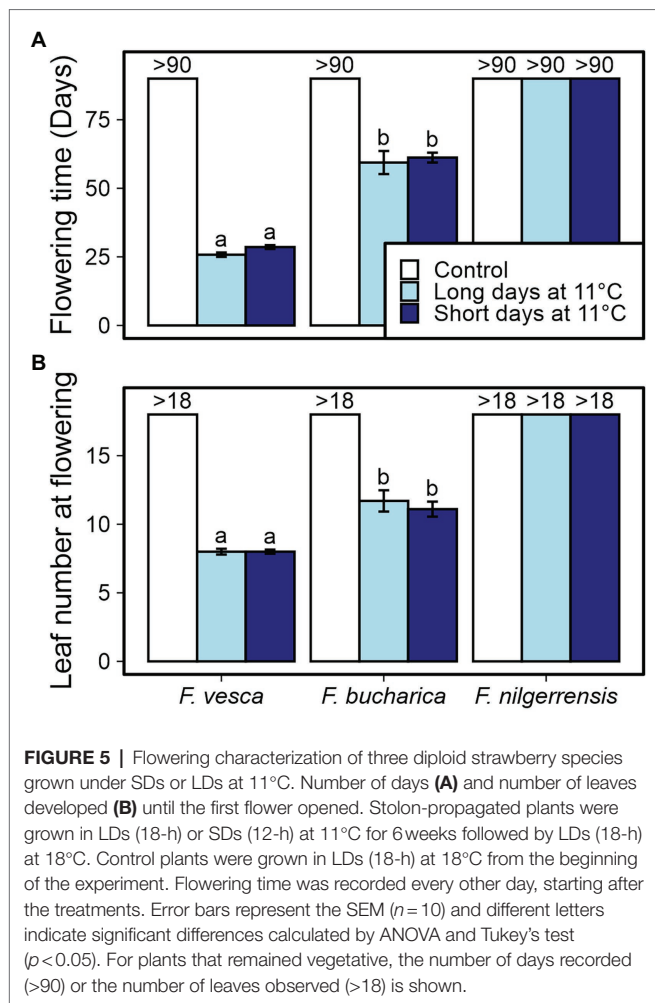 A
>90 >90 >90 >90 >90
Flowering time (Days)
75
50
25
0
a a b b
Control
Long days at 11°C
Short days at 11°C
B
>18 >18 >18 >18 >18
Leaf number at flowering
15
10
5
0
a a b b
F. vesca F. bucharica F. nilgerrensis
FIGURE 5 | Flowering characterization of three diploid strawberry species
grown under SDs or LDs at 11°C. Number of days (A) and number of leaves
developed (B) until the first flower opened. Stolon-propagated plants were
grown in LDs (18-h) or SDs (12-h) at 11°C for 6 weeks followed by LDs (18-h)
at 18°C. Control plants were grown in LDs (18-h) at 18°C from the beginning
of the experiment. Flowering time was recorded every other day, starting after
the treatments. Error bars represent the SEM (n = 10) and different letters
indicate significant differences calculated by ANOVA and Tukey's test
(p < 0.05). For plants that remained vegetative, the number of days recorded
(>90) or the number of leaves observed (>18) is shown.